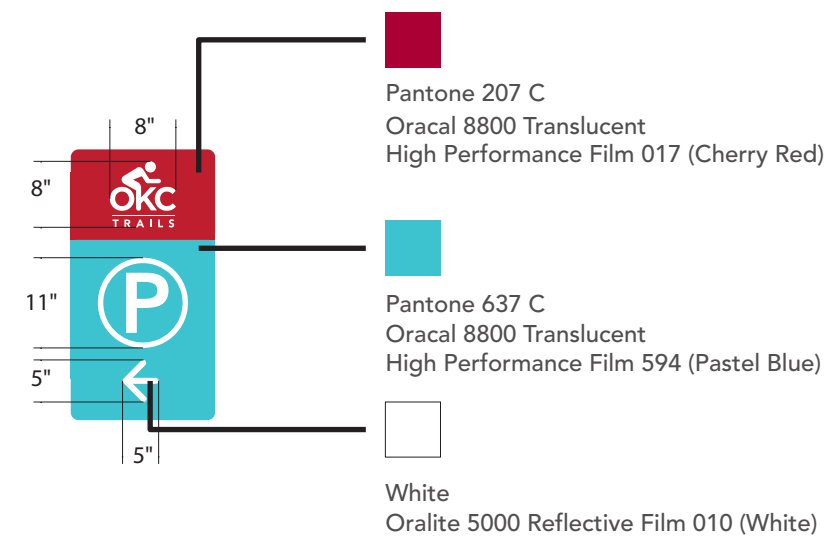 8"
8"
OKC
TRAILS
11"
P
5"
5"
Pantone 207 C
Oracal 8800 Translucent
High Performance Film 017 (Cherry Red)
Pantone 637 C
Oracal 8800 Translucent
High Performance Film 594 (Pastel Blue)
White
Oralite 5000 Reflective Film 010 (White)